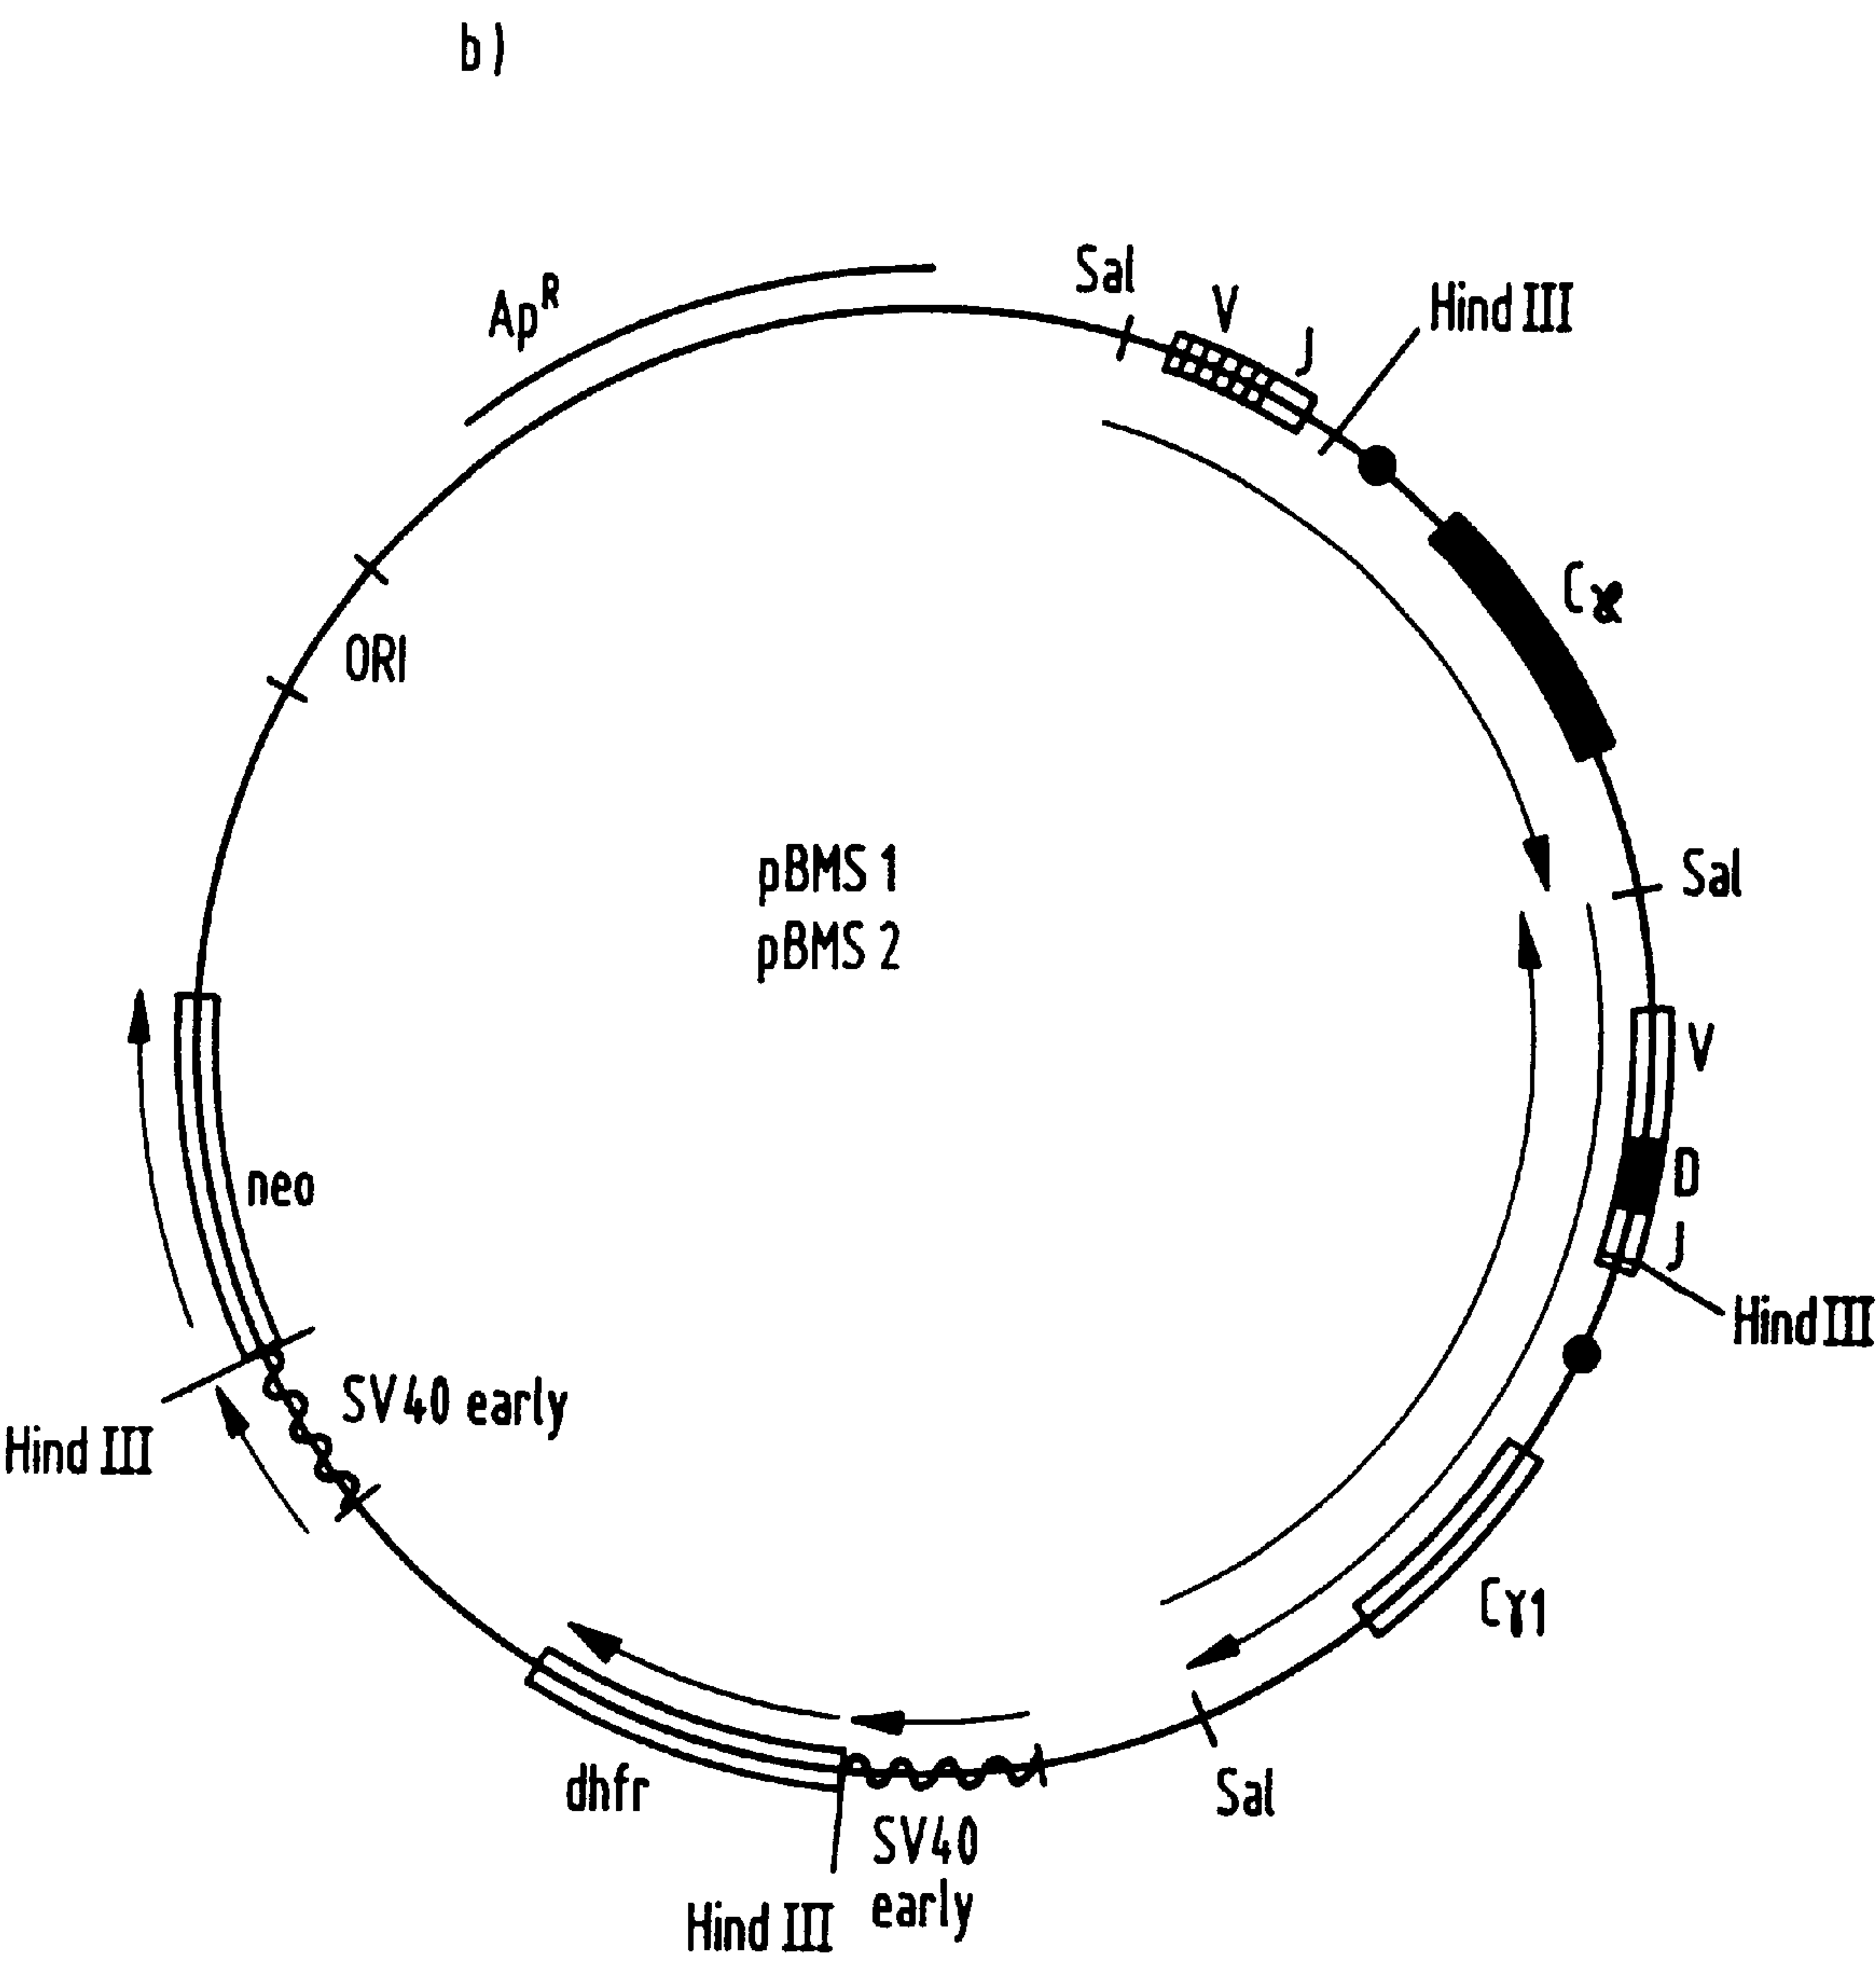 b)
Ap^R
Sal
V
J
Hind III
Cϰ
ORI
Sal
pBMS 1
pBMS 2
V
D
J
neo
Hind III
SV40 early
Hind III
Cγ1
dhfr
Sal
SV40
early
Hind III